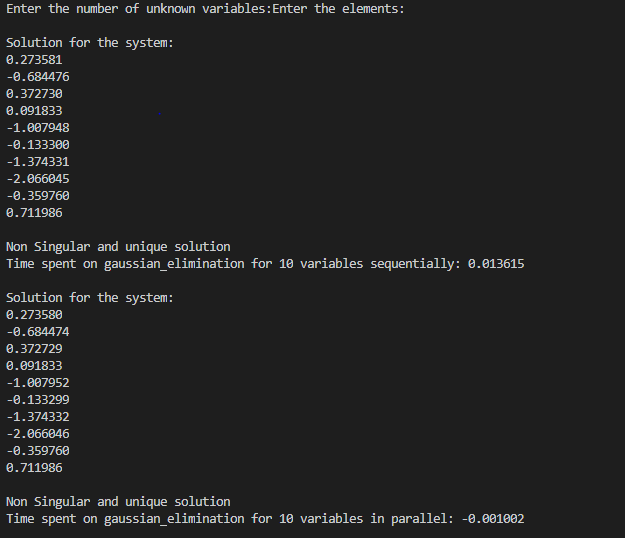 Enter the number of unknown variables:Enter the elements:
Solution for the system:
0.273581
-0.684476
0.372730
0.091833
-1.007948
-0.133300
-1.374331
-2.066045
-0.359760
0.711986
Non Singular and unique solution
Time spent on gaussian_elimination for 10 variables sequentially: 0.013615
Solution for the system:
0.273580
-0.684474
0.372729
0.091833
-1.007952
-0.133299
-1.374332
-2.066046
-0.359760
0.711986
Non Singular and unique solution
Time spent on gaussian_elimination for 10 variables in parallel: -0.001002